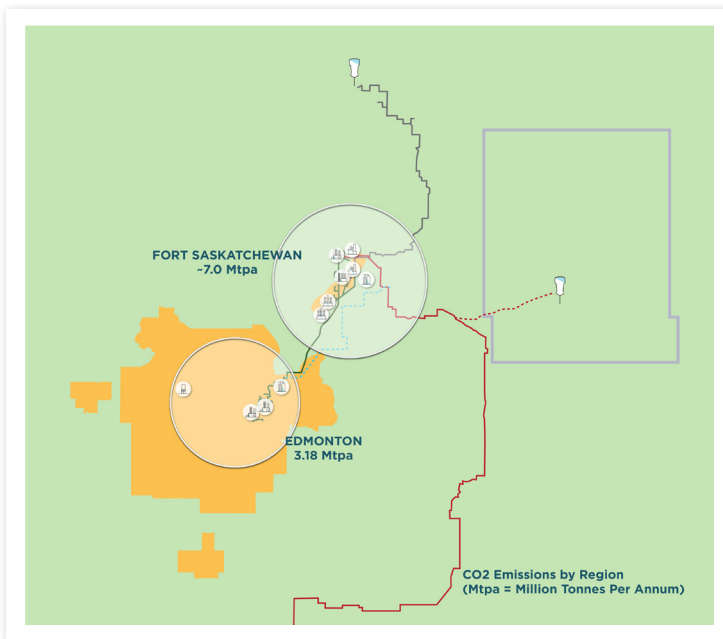 FORT SASKATCHEWAN
~7.0 Mtpa
EDMONTON
3.18 Mtpa
CO2 Emissions by Region
(Mtpa = Million Tonnes Per Annum)